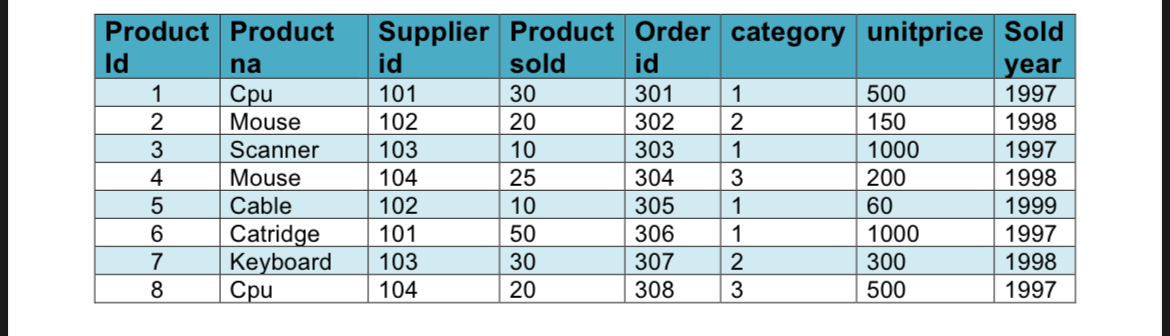 Product Id Product na Supplier id Product sold Order id category unitprice Sold year
1 Cpu 101 30 301 1 500 1997
2 Mouse 102 20 302 2 150 1998
3 Scanner 103 10 303 1 1000 1997
4 Mouse 104 25 304 3 200 1998
5 Cable 102 10 305 1 60 1999
6 Catridge 101 50 306 1 1000 1997
7 Keyboard 103 30 307 2 300 1998
8 Cpu 104 20 308 3 500 1997